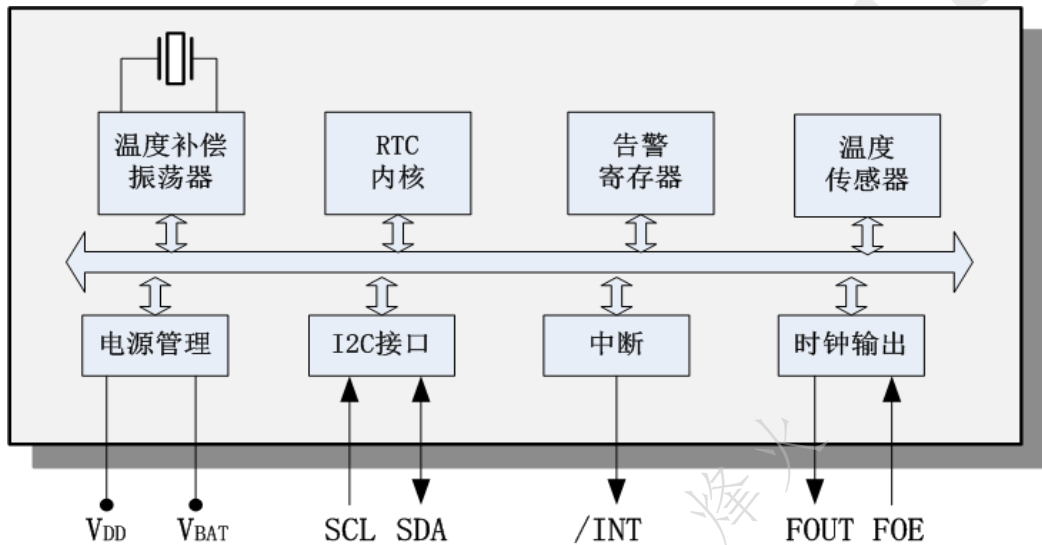 温度补偿
振荡器
RTC
内核
告警
寄存器
温度
传感器
电源管理
I2C接口
中断
时钟输出
VDD
VBAT
SCL
SDA
/INT
FOUT
FOE
烽火